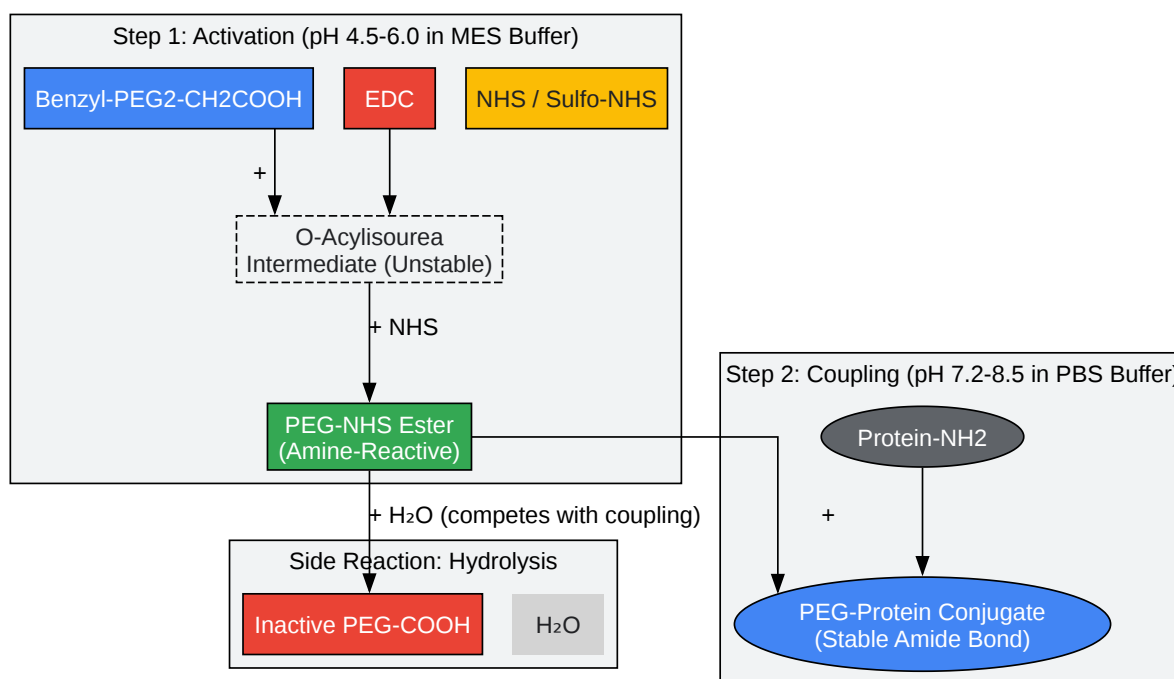 Step 1: Activation (pH 4.5-6.0 in MES Buffer)
Benzyl-PEG2-CH2COOH
EDC
NHS / Sulfo-NHS
+
O-Acylisourea
Intermediate (Unstable)
+ NHS
PEG-NHS Ester
(Amine-Reactive)
Step 2: Coupling (pH 7.2-8.5 in PBS Buffer)
Protein-NH2
+
PEG-Protein Conjugate
(Stable Amide Bond)
+ H₂O (competes with coupling)
Side Reaction: Hydrolysis
Inactive PEG-COOH
H₂O